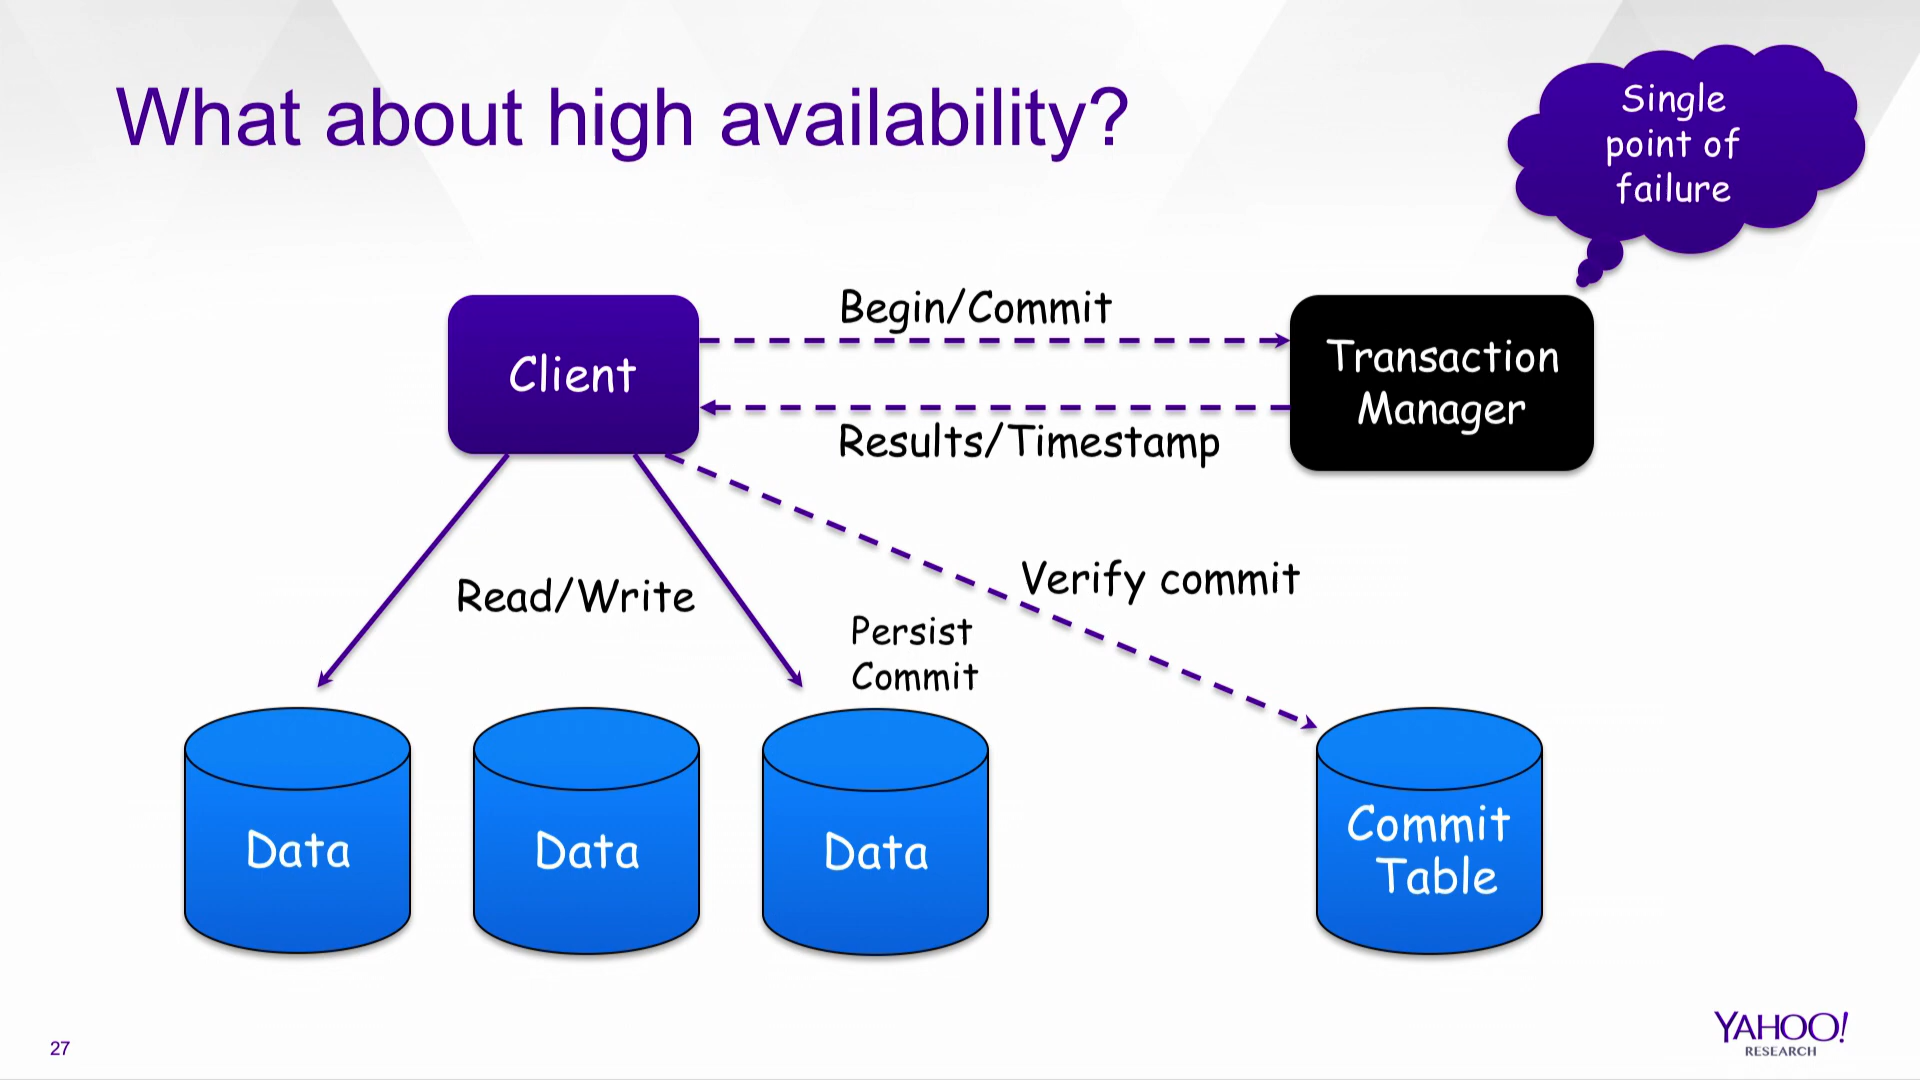 What about high availability?
Single
point of
failure
Begin/Commit
Client
Transaction
Manager
Results/Timestamp
Verify commit
Read/Write
Persist
Commit
Data
Data
Data
Commit
Table
27
YAHOO!
RESEARCH